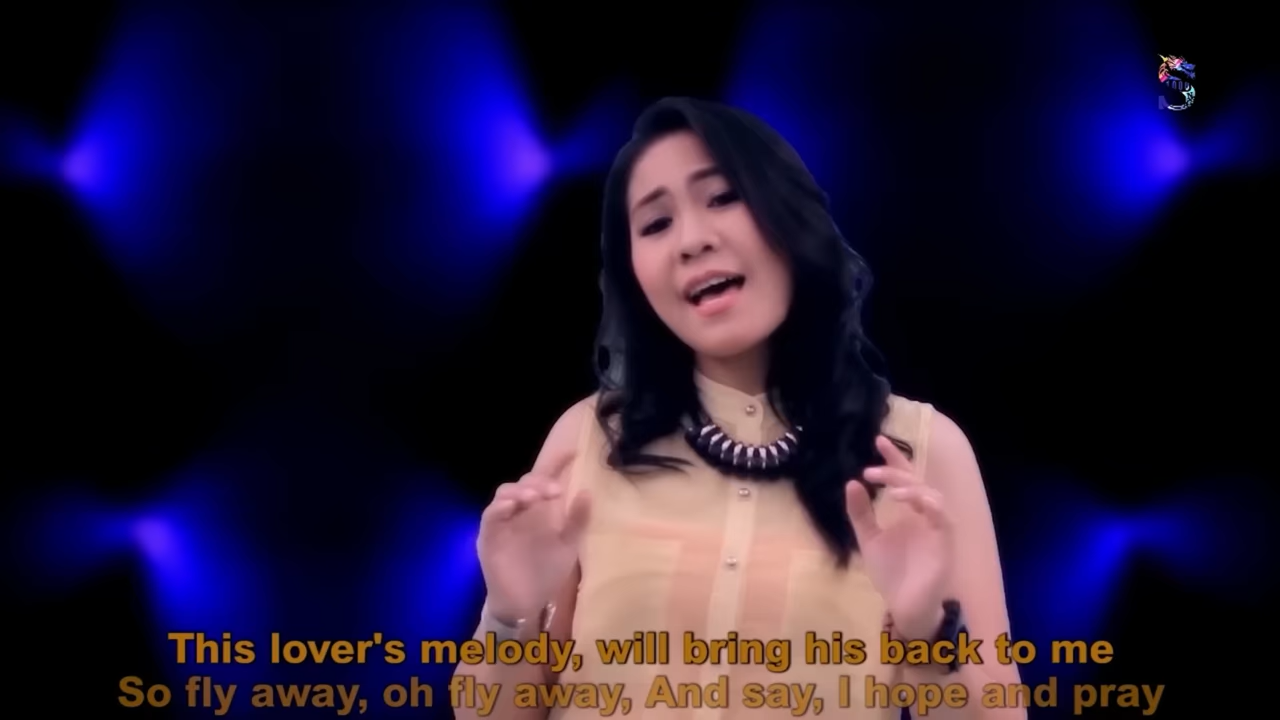 This lover's melody, will bring his back to me
So fly away, oh fly away, And say, I hope and pray